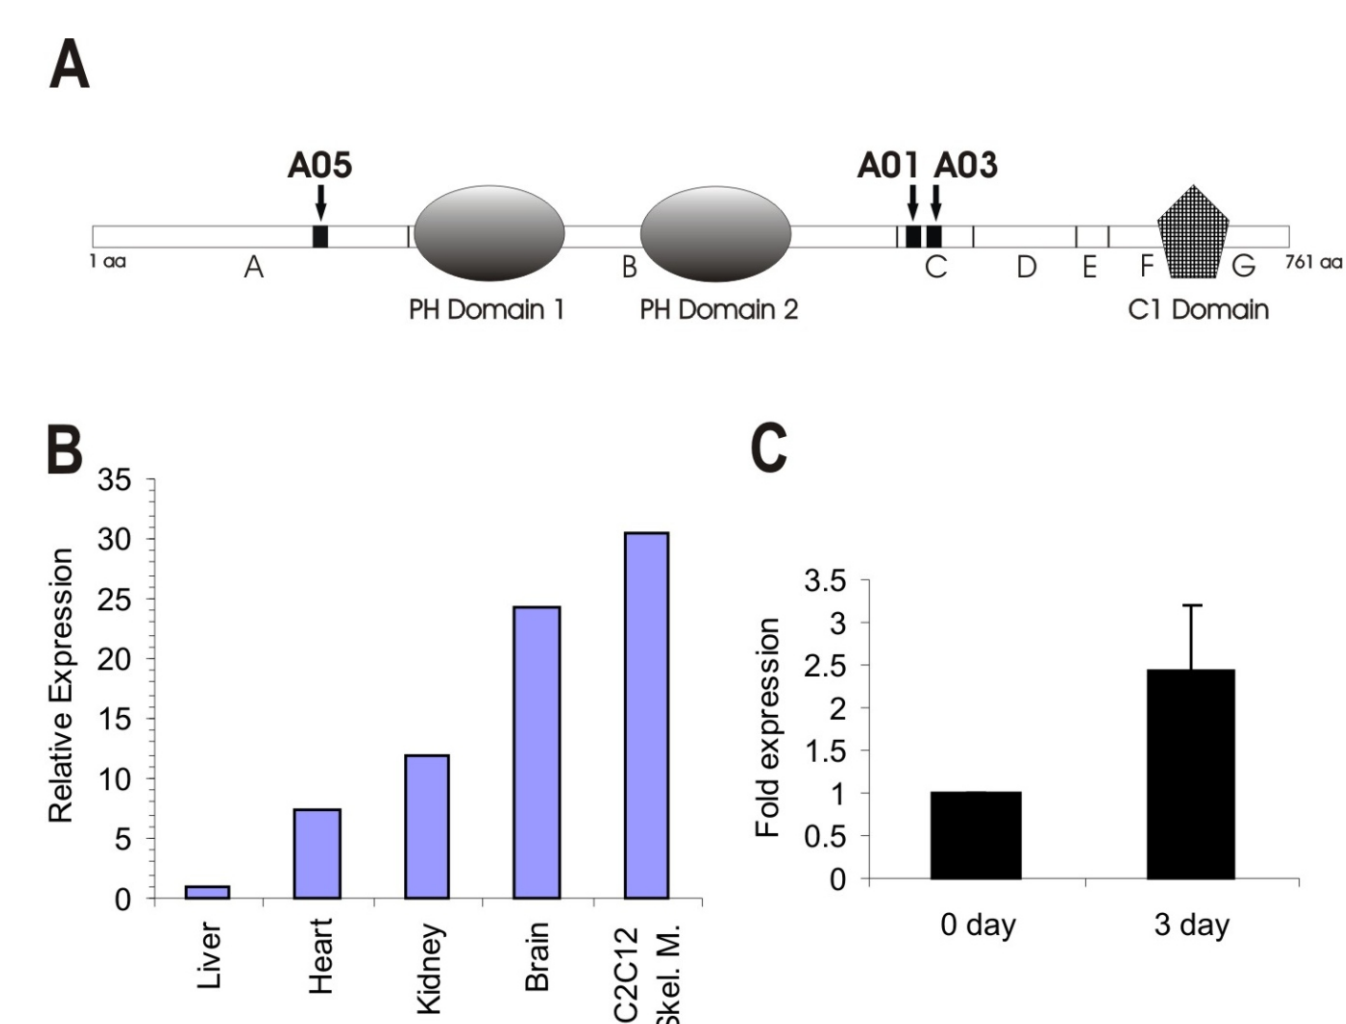 A
A05
A01 A03
1 aa A B C D E F G 761 aa
PH Domain 1 PH Domain 2 C1 Domain
B
35
30
25
20
15
10
5
0
Relative Expression
Liver
Heart
Kidney
Brain
C2C12
Skel. M.
C
3.5
3
2.5
2
1.5
1
0.5
0
Fold expression
0 day 3 day